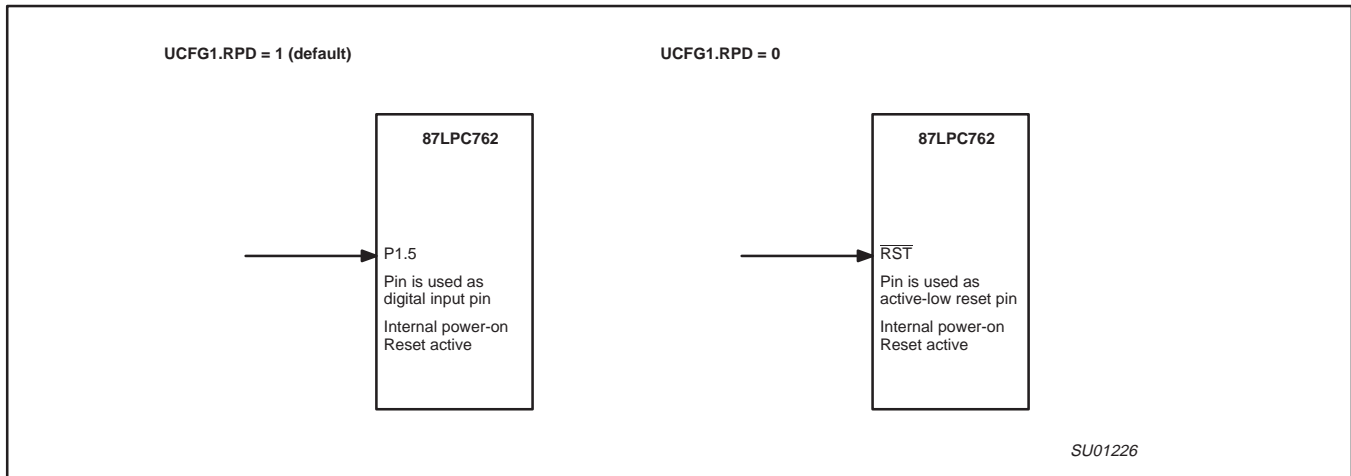 UCFG1.RPD = 1 (default)
UCFG1.RPD = 0
87LPC762
P1.5
Pin is used as
digital input pin
Internal power-on
Reset active
87LPC762
R̅S̅T̅
Pin is used as
active-low reset pin
Internal power-on
Reset active
SU01226